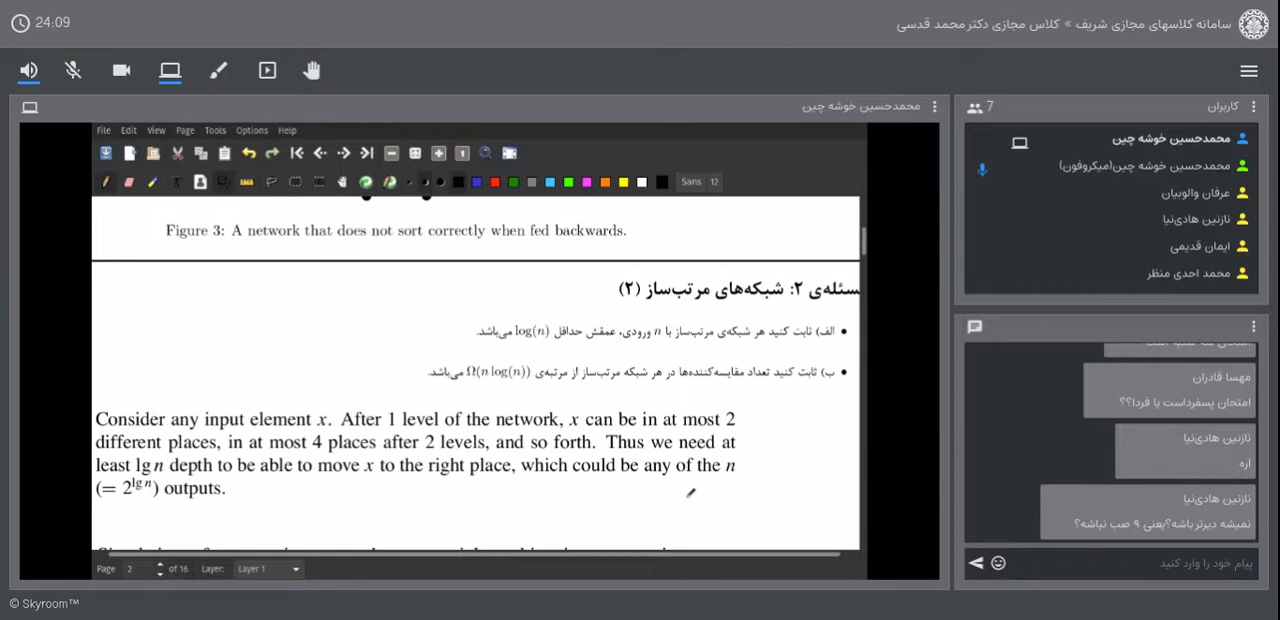 24:09
سامانه کلاسهای مجازی شریف » کلاس مجازی دکتر محمد قدسی
محمدحسین خوشه چین
File Edit View Page Tools Options Help
Sans 12
Figure 3: A network that does not sort correctly when fed backwards.
سئله‌ی ۲: شبکه‌های مرتب‌ساز (۲)
• الف) ثابت کنید هر شبکه‌ی مرتب‌ساز با n ورودی، عمقش حداقل log(n) می‌باشد.
• ب) ثابت کنید تعداد مقایسه‌کننده‌ها در هر شبکه مرتب‌ساز از مرتبه‌ی Ω(n log(n)) می‌باشد.
Consider any input element x. After 1 level of the network, x can be in at most 2
different places, in at most 4 places after 2 levels, and so forth. Thus we need at
least lg n depth to be able to move x to the right place, which could be any of the n
(= 2^{lg n}) outputs.
Page 2 of 16 Layer: Layer 1
کاربران
7
محمدحسین خوشه چین
محمدحسین خوشه چین(میکروفون)
عرفان والوبیان
نازنین هادی‌نیا
ایمان قدیمی
محمد احدی منظر
مهسا قادران
امتحان پسفرداست یا فردا؟؟
نازنین هادی‌نیا
اره
نازنین هادی‌نیا
نمیشه دیرتر باشه؟یعنی ۹ صب نباشه؟
پیام خود را وارد کنید
© Skyroom™